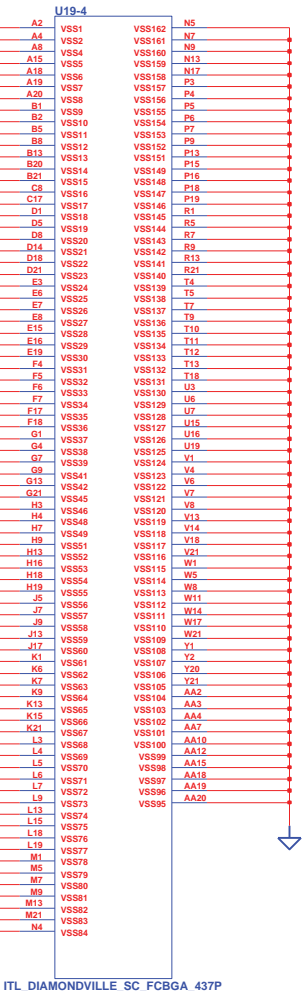 U19-4
A2 VSS1 VSS162 N5
A4 VSS2 VSS161 N7
A8 VSS4 VSS160 N9
A15 VSS5 VSS159 N13
A18 VSS6 VSS158 N17
A19 VSS7 VSS157 P3
A20 VSS8 VSS156 P4
B1 VSS9 VSS155 P5
B2 VSS10 VSS154 P6
B5 VSS11 VSS153 P7
B8 VSS12 VSS152 P9
B13 VSS13 VSS151 P13
B20 VSS14 VSS149 P15
B21 VSS15 VSS148 P16
C8 VSS16 VSS147 P18
C17 VSS17 VSS146 P19
D1 VSS18 VSS145 R1
D5 VSS19 VSS144 R5
D8 VSS20 VSS143 R7
D14 VSS21 VSS142 R9
D18 VSS22 VSS141 R13
D21 VSS23 VSS140 R21
E3 VSS24 VSS139 T4
E6 VSS25 VSS138 T5
E7 VSS26 VSS137 T7
E8 VSS27 VSS136 T9
E15 VSS28 VSS135 T10
E16 VSS29 VSS134 T11
E19 VSS30 VSS133 T12
F4 VSS31 VSS132 T13
F5 VSS32 VSS131 T18
F6 VSS33 VSS130 U3
F7 VSS34 VSS129 U6
F17 VSS35 VSS128 U7
F18 VSS36 VSS127 U15
G1 VSS37 VSS126 U16
G4 VSS38 VSS125 U19
G7 VSS39 VSS124 V1
G9 VSS41 VSS123 V4
G13 VSS42 VSS122 V6
G21 VSS45 VSS121 V7
H3 VSS46 VSS120 V8
H4 VSS48 VSS119 V13
H7 VSS49 VSS118 V14
H9 VSS51 VSS117 V18
H13 VSS52 VSS116 V21
H16 VSS53 VSS115 W1
H18 VSS54 VSS114 W5
H19 VSS55 VSS113 W8
J5 VSS56 VSS112 W11
J7 VSS57 VSS111 W14
J9 VSS58 VSS110 W17
J13 VSS59 VSS109 W21
J17 VSS60 VSS108 Y1
K1 VSS61 VSS107 Y2
K6 VSS62 VSS106 Y20
K7 VSS63 VSS105 Y21
K9 VSS64 VSS104 AA2
K13 VSS65 VSS103 AA3
K15 VSS66 VSS102 AA4
K21 VSS67 VSS101 AA7
L3 VSS68 VSS100 AA10
L4 VSS69 VSS99 AA12
L5 VSS70 VSS98 AA15
L6 VSS71 VSS97 AA18
L7 VSS72 VSS96 AA19
L9 VSS73 VSS95 AA20
L13 VSS74
L15 VSS75
L18 VSS76
L19 VSS77
M1 VSS78
M5 VSS79
M7 VSS80
M9 VSS81
M13 VSS82
M21 VSS83
N4 VSS84
ITL_DIAMONDVILLE_SC_FCBGA_437P